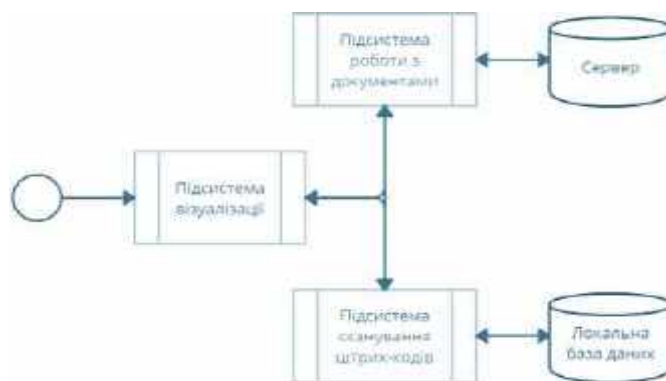 Підсистема
роботи з
документами
Сервер
Підсистема
візуалізації
Підсистема
сканування
штрих-кодів
Локальна
база даних